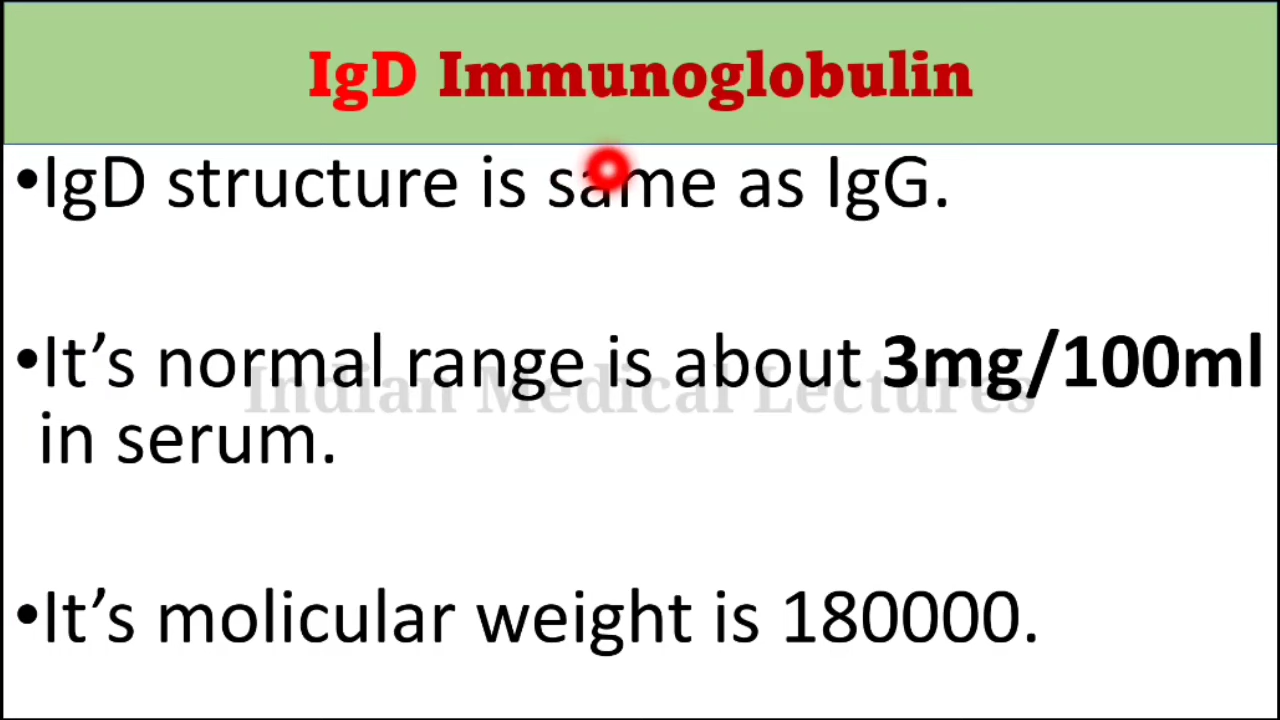 IgD Immunoglobulin
•IgD structure is same as IgG.
•It’s normal range is about 3mg/100ml
in serum.
Indian Medical Lectures
•It’s molicular weight is 180000.